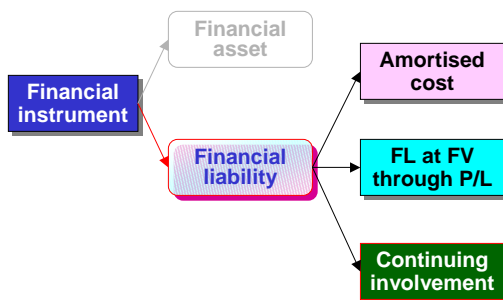 Financial
asset
Amortised
cost
Financial
instrument
Financial
liability
FL at FV
through P/L
Continuing
involvement